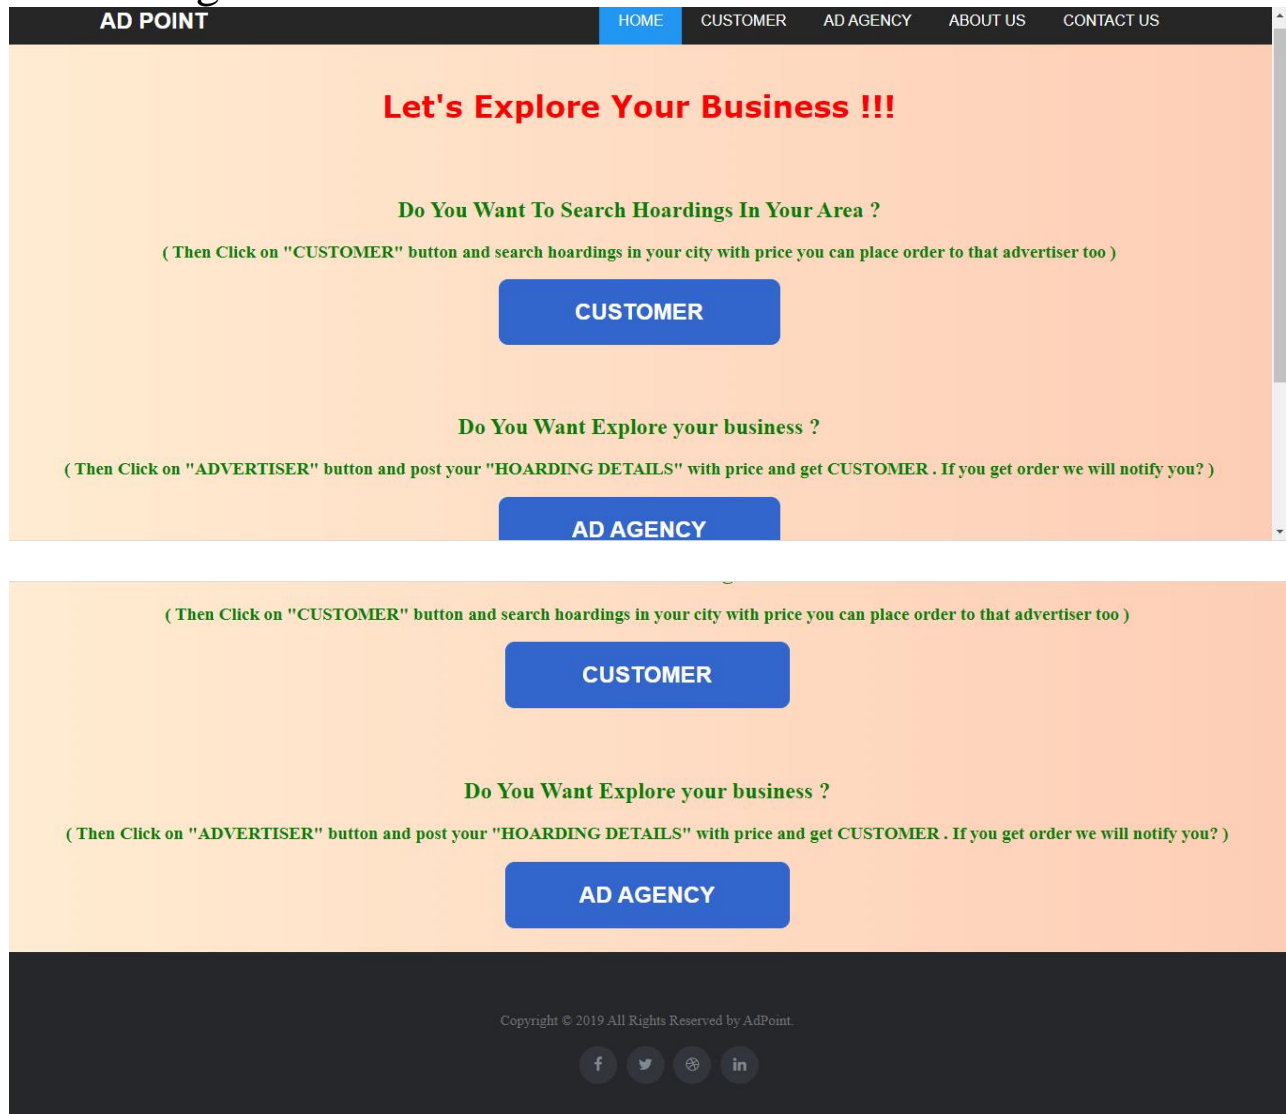 AD POINT HOME CUSTOMER AD AGENCY ABOUT US CONTACT US
Let's Explore Your Business !!!
Do You Want To Search Hoardings In Your Area ?
( Then Click on "CUSTOMER" button and search hoardings in your city with price you can place order to that advertiser too )
CUSTOMER
Do You Want Explore your business ?
( Then Click on "ADVERTISER" button and post your "HOARDING DETAILS" with price and get CUSTOMER . If you get order we will notify you? )
AD AGENCY
( Then Click on "CUSTOMER" button and search hoardings in your city with price you can place order to that advertiser too )
CUSTOMER
Do You Want Explore your business ?
( Then Click on "ADVERTISER" button and post your "HOARDING DETAILS" with price and get CUSTOMER . If you get order we will notify you? )
AD AGENCY
Copyright © 2019 All Rights Reserved by AdPoint.